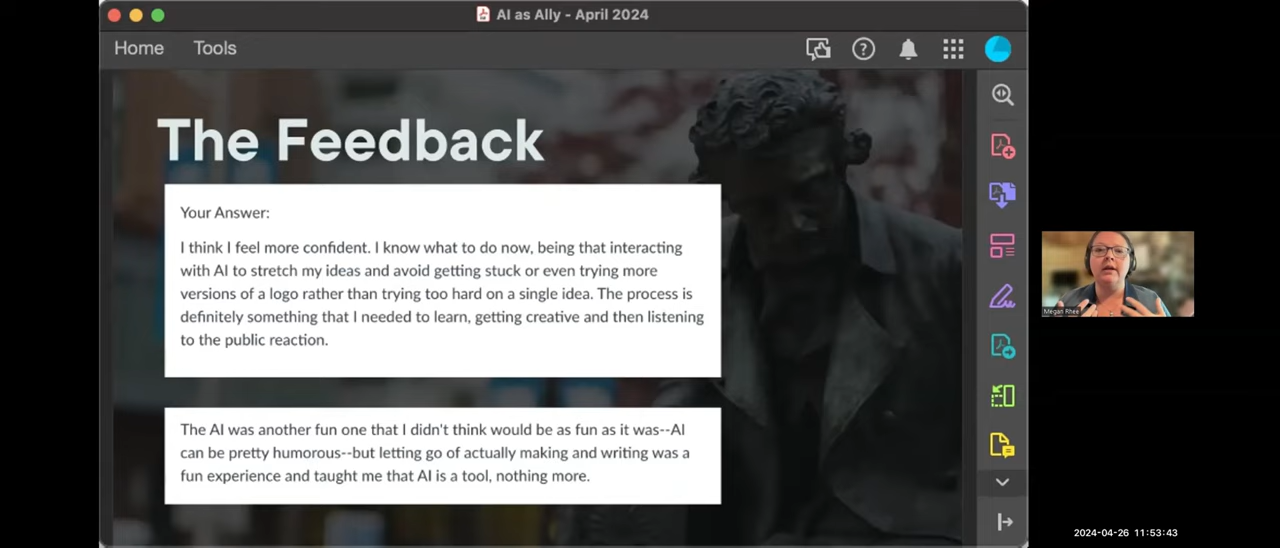 AI as Ally - April 2024
Home Tools
The Feedback
Your Answer:
I think I feel more confident. I know what to do now, being that interacting
with AI to stretch my ideas and avoid getting stuck or even trying more
versions of a logo rather than trying too hard on a single idea. The process is
definitely something that I needed to learn, getting creative and then listening
to the public reaction.
The AI was another fun one that I didn't think would be as fun as it was--AI
can be pretty humorous--but letting go of actually making and writing was a
fun experience and taught me that AI is a tool, nothing more.
Megan Rhee
2024-04-26 11:53:43